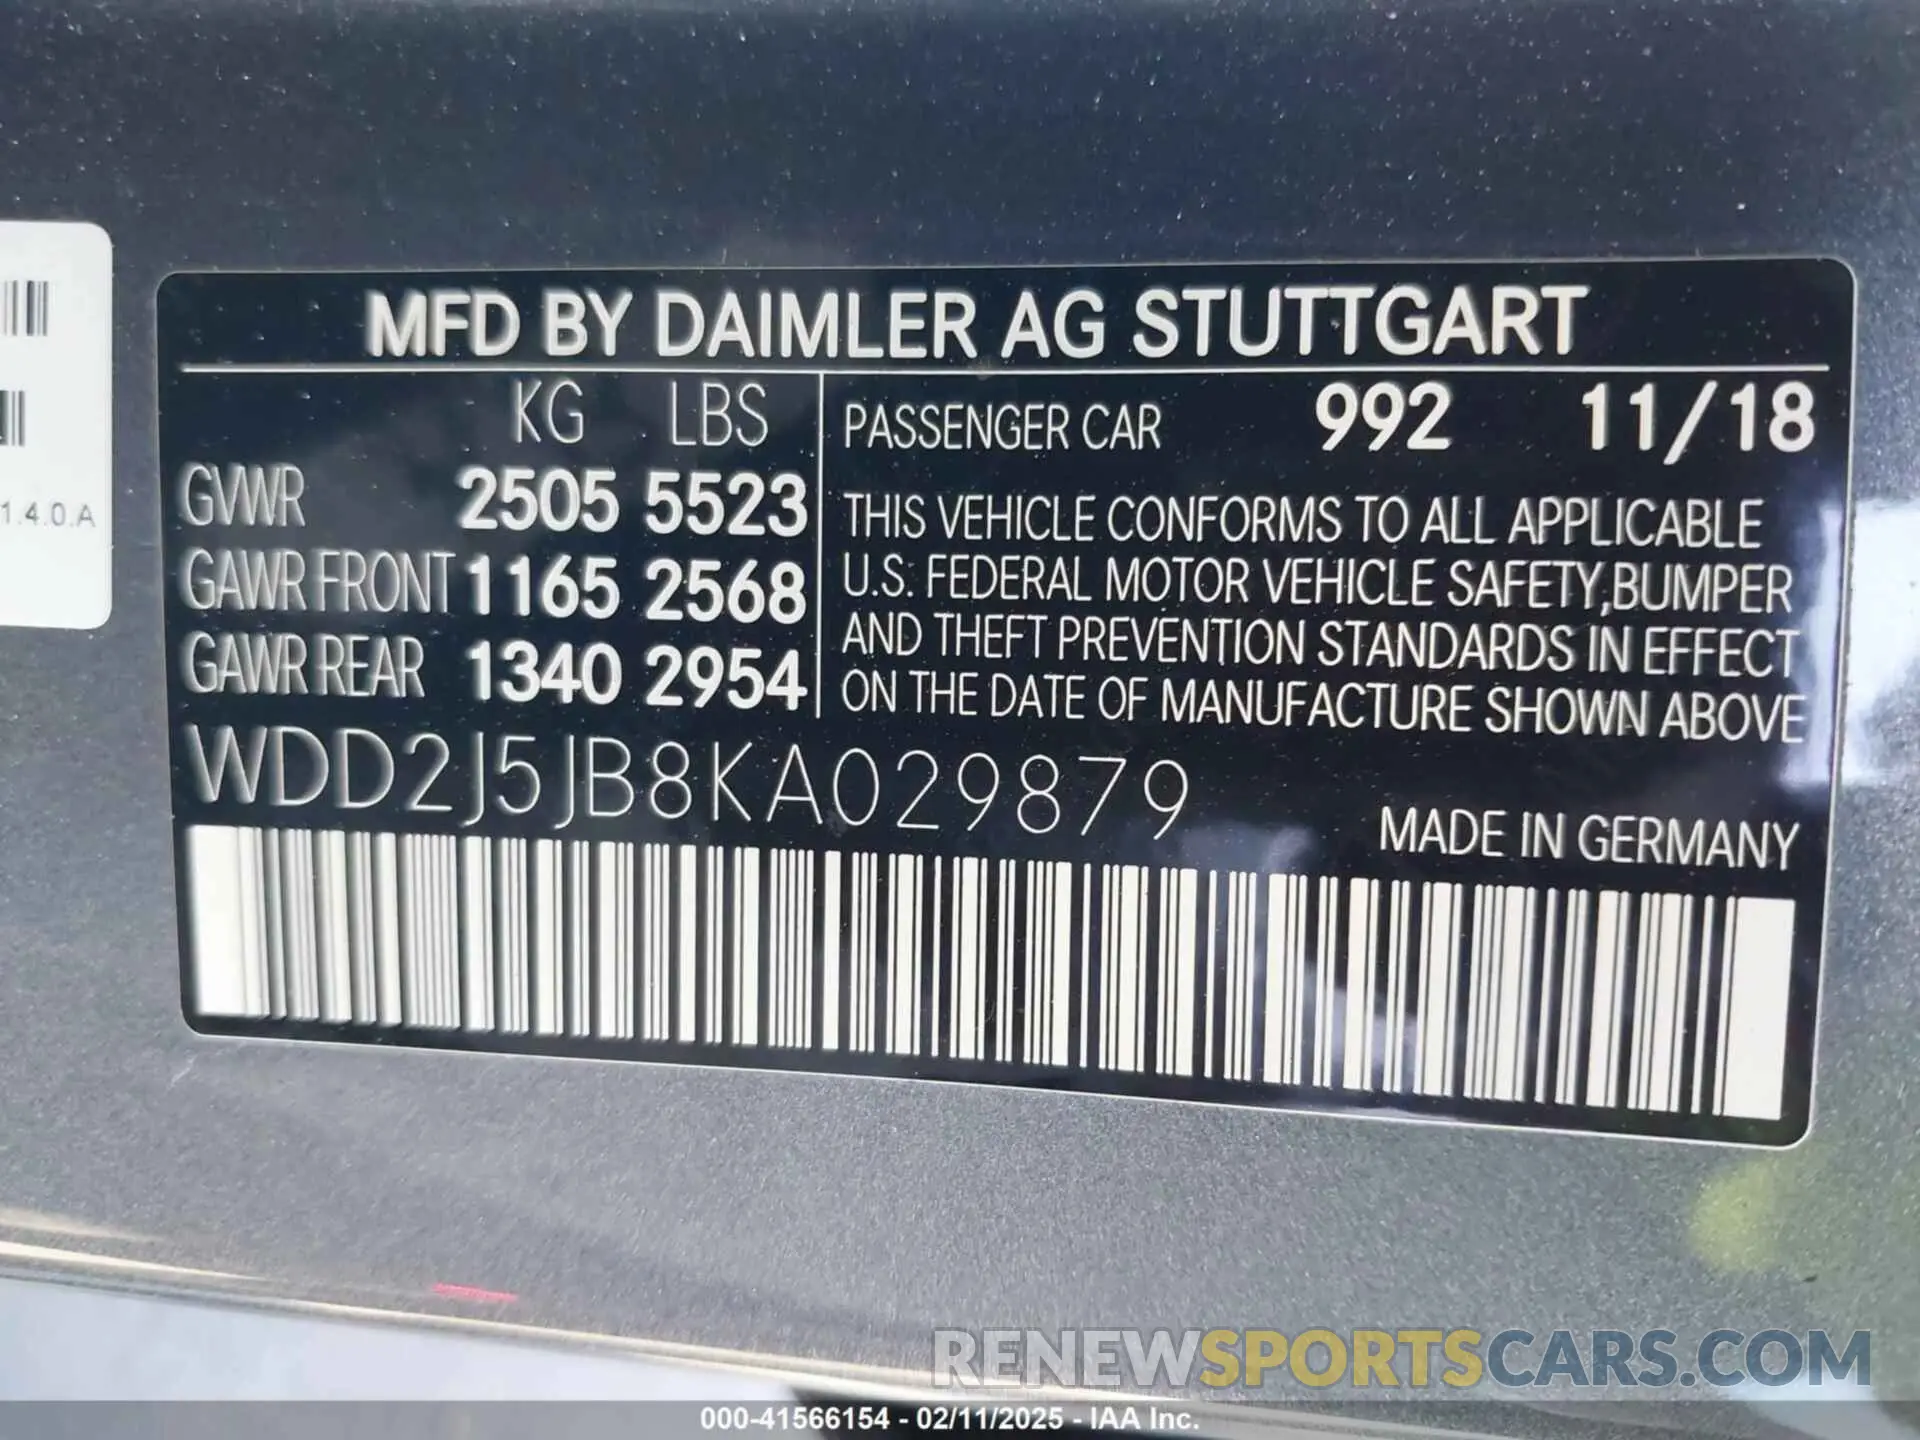 MFD BY DAIMLER AG STUTTGART
KG LBS
GVWR 2505 5523
GAWR FRONT 1165 2568
GAWR REAR 1340 2954
PASSENGER CAR 992 11/18
THIS VEHICLE CONFORMS TO ALL APPLICABLE
U.S. FEDERAL MOTOR VEHICLE SAFETY,BUMPER
AND THEFT PREVENTION STANDARDS IN EFFECT
ON THE DATE OF MANUFACTURE SHOWN ABOVE
WDD2J5JB8KA029879
MADE IN GERMANY
1.4.0.A
RENEWSPORTSCARS.COM
000-41566154 - 02/11/2025 - IAA Inc.